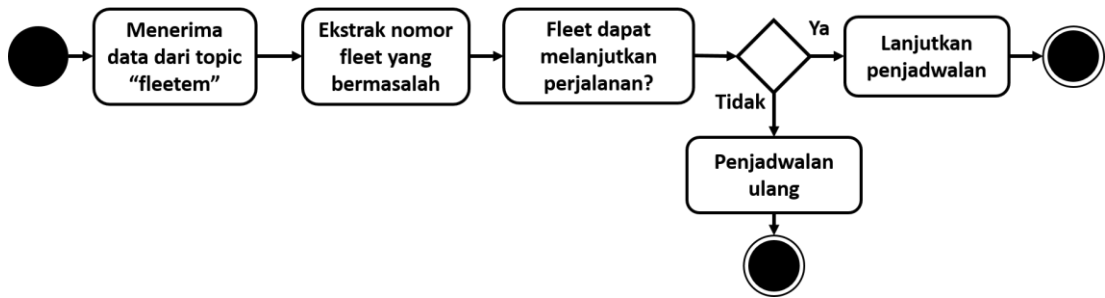 Menerima
data dari topic
“fleetem”
Ekstrak nomor
fleet yang
bermasalah
Fleet dapat
melanjutkan
perjalanan?
Ya
Lanjutkan
penjadwalan
Tidak
Penjadwalan
ulang